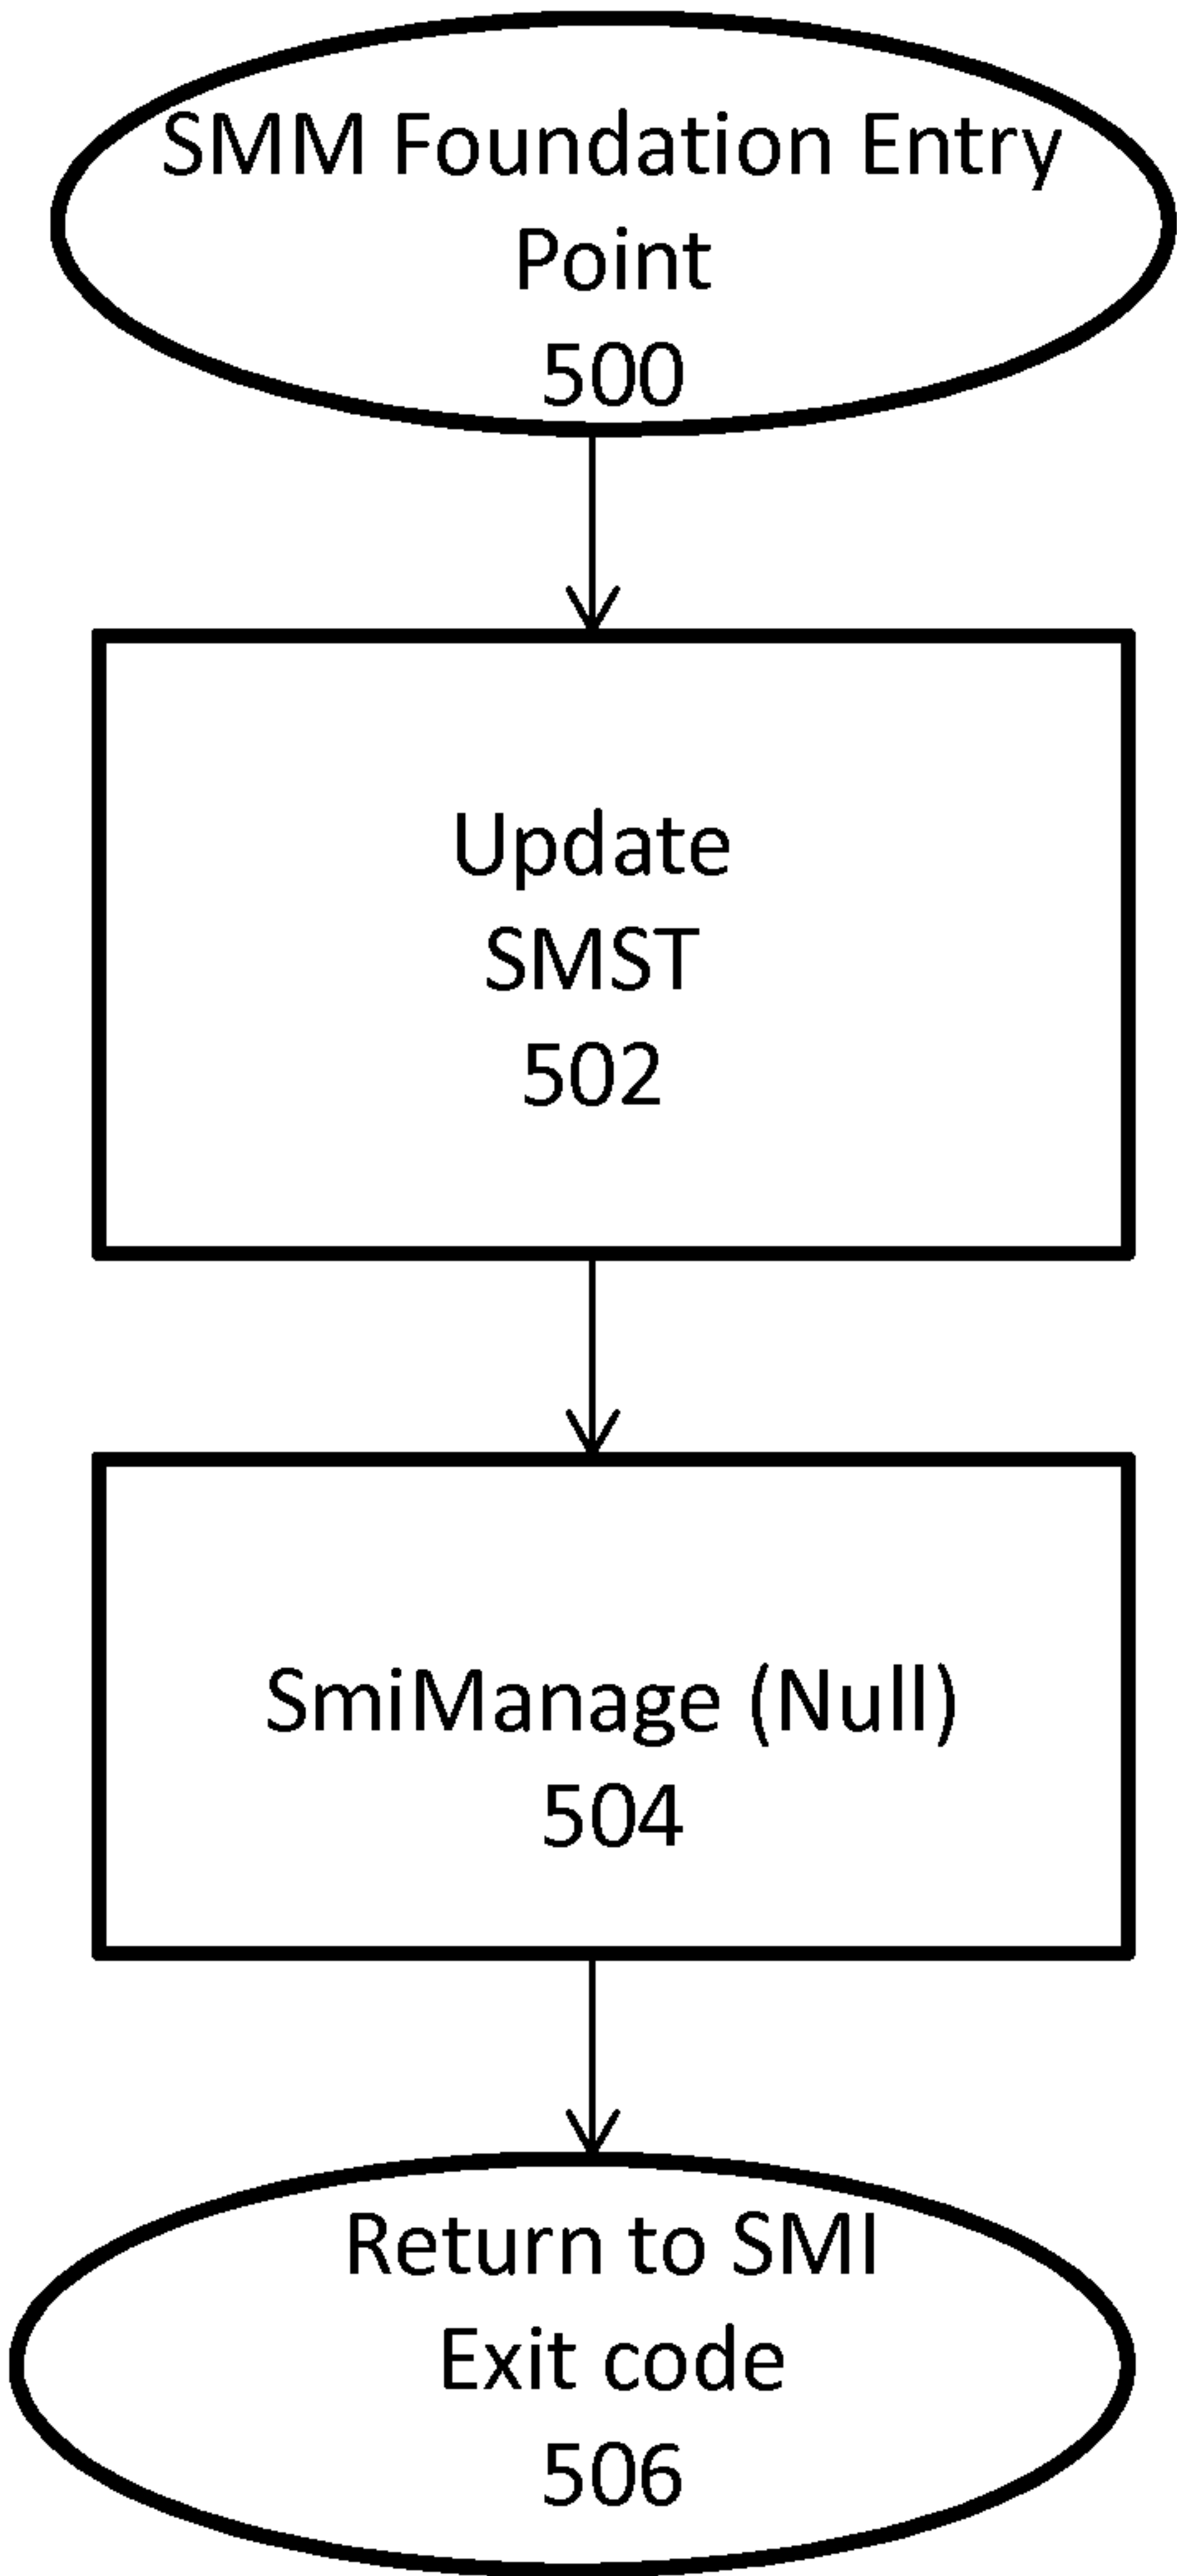 SMM Foundation Entry
Point
500
Update
SMST
502
SmiManage (Null)
504
Return to SMI
Exit code
506